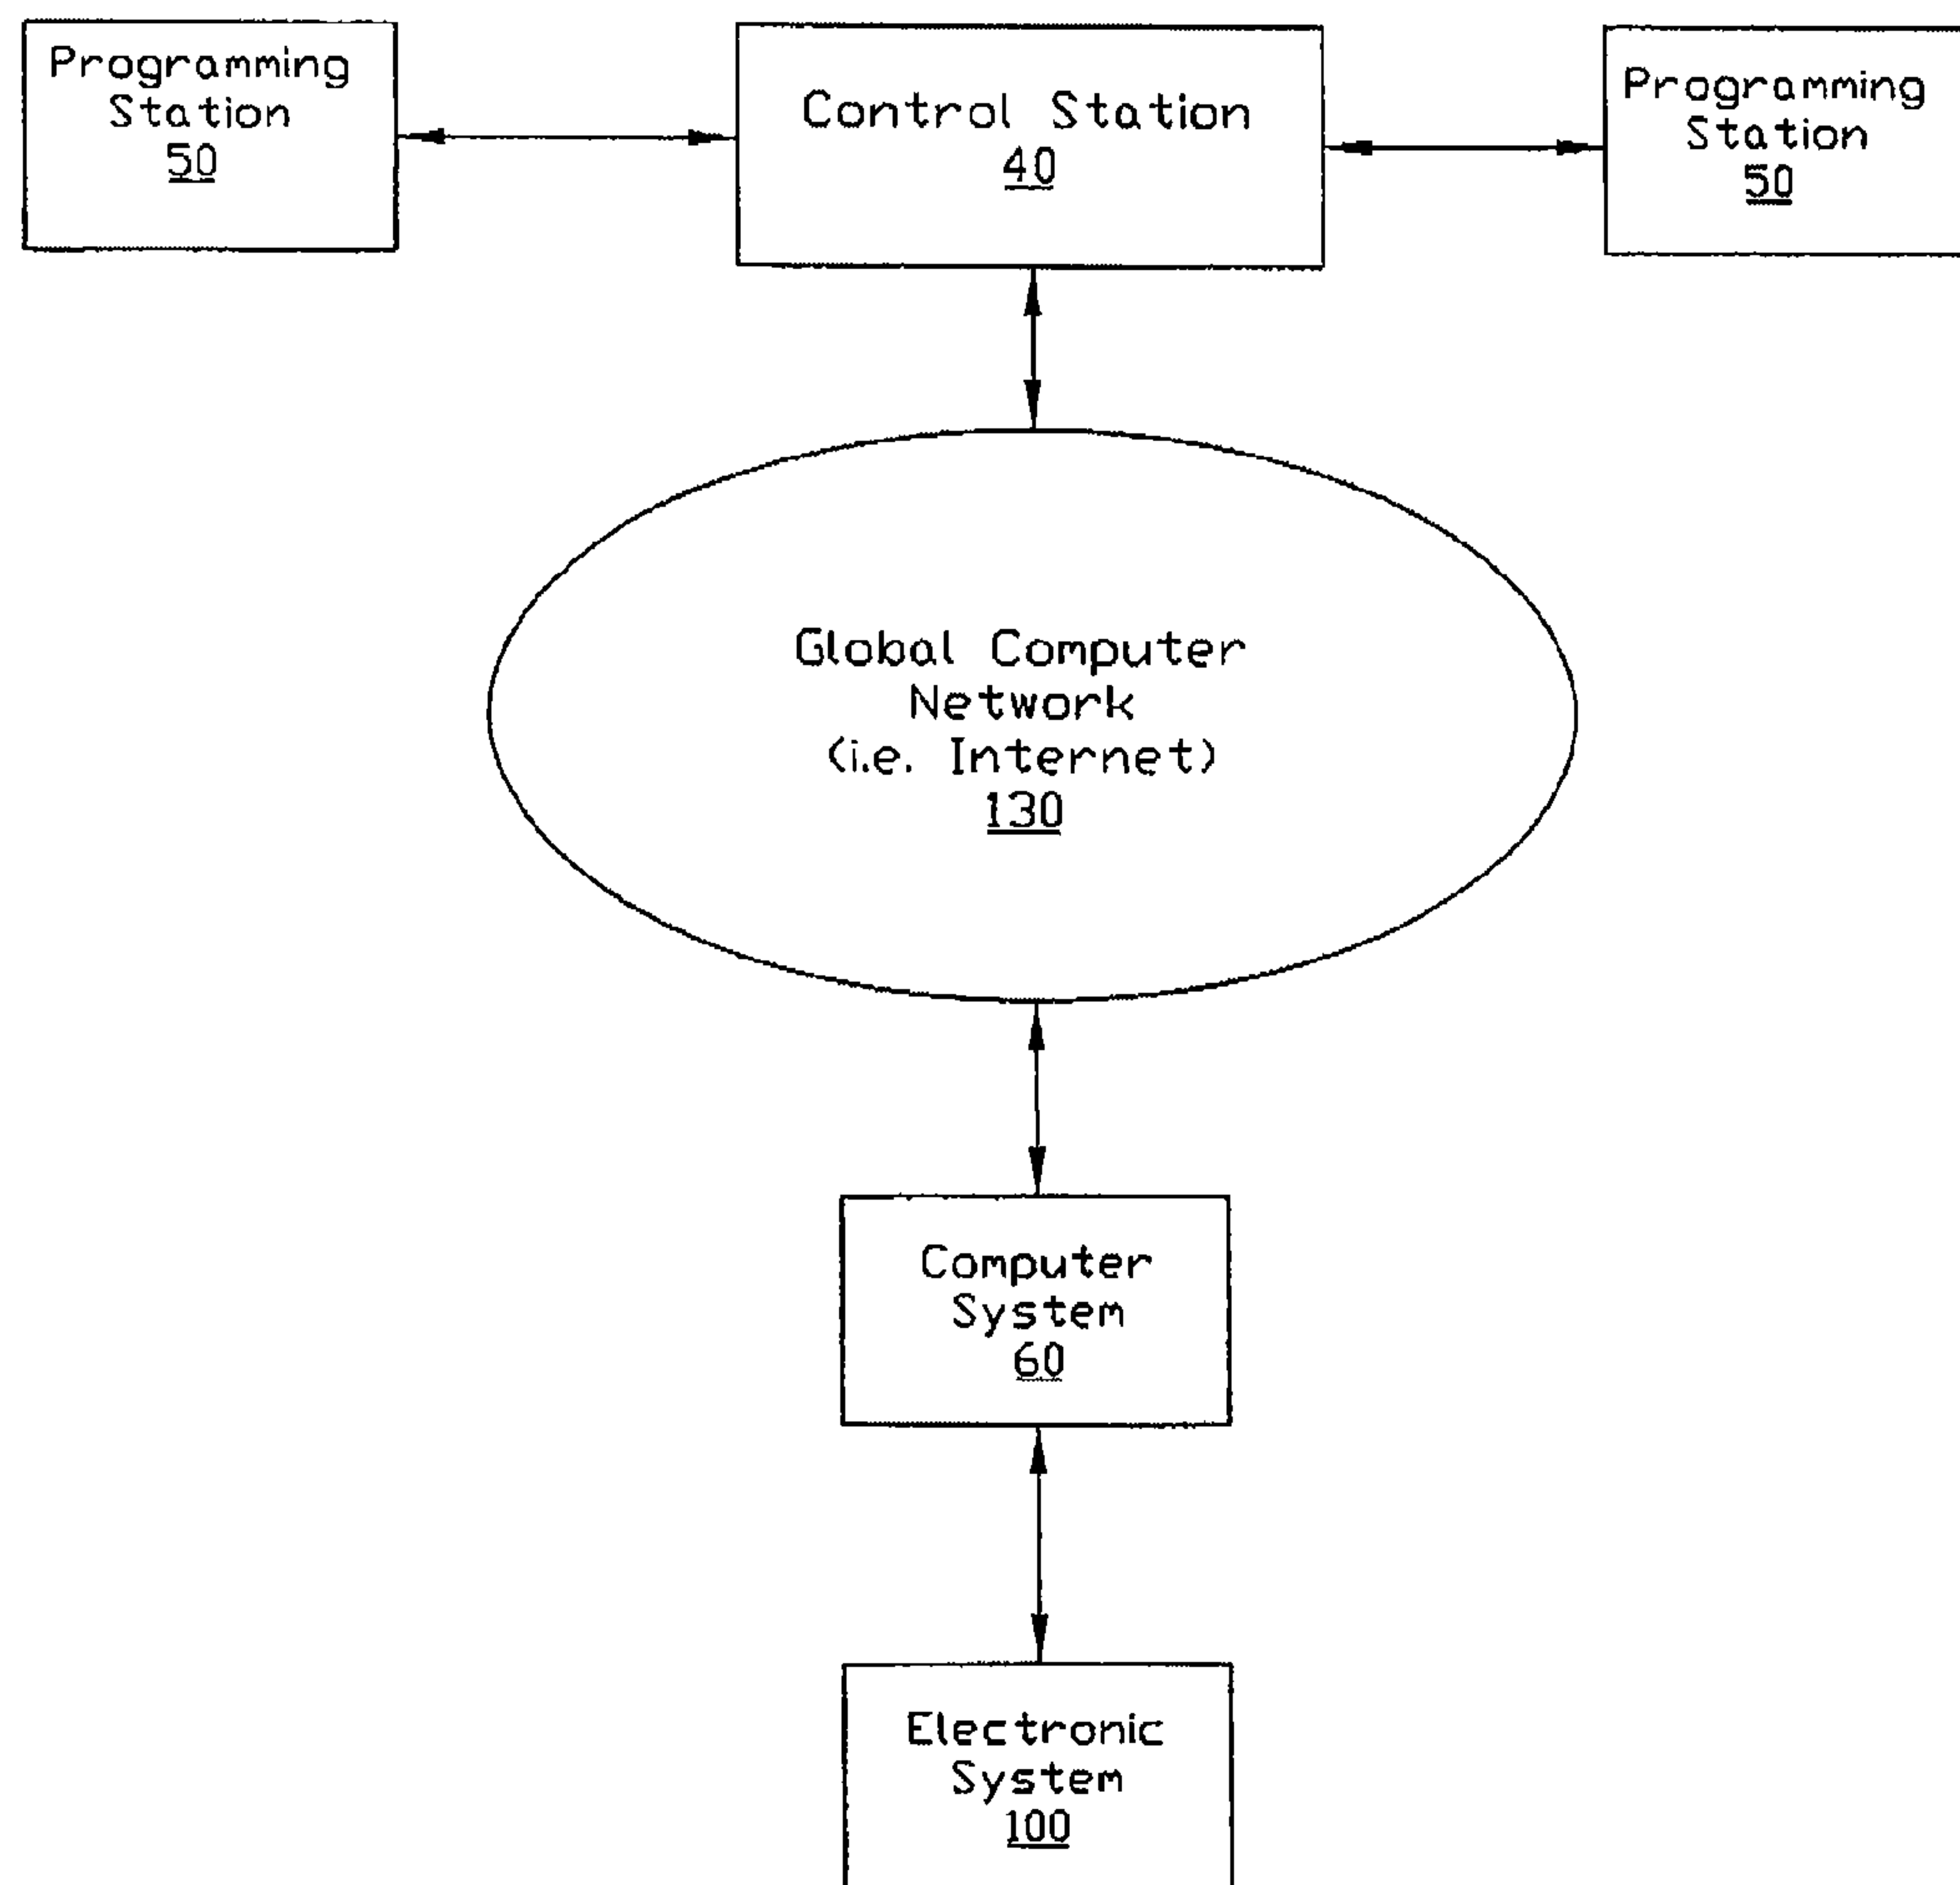 Programming
Station
50
Control Station
40
Programming
Station
50
Global Computer
Network
(i.e. Internet)
130
Computer
System
60
Electronic
System
100